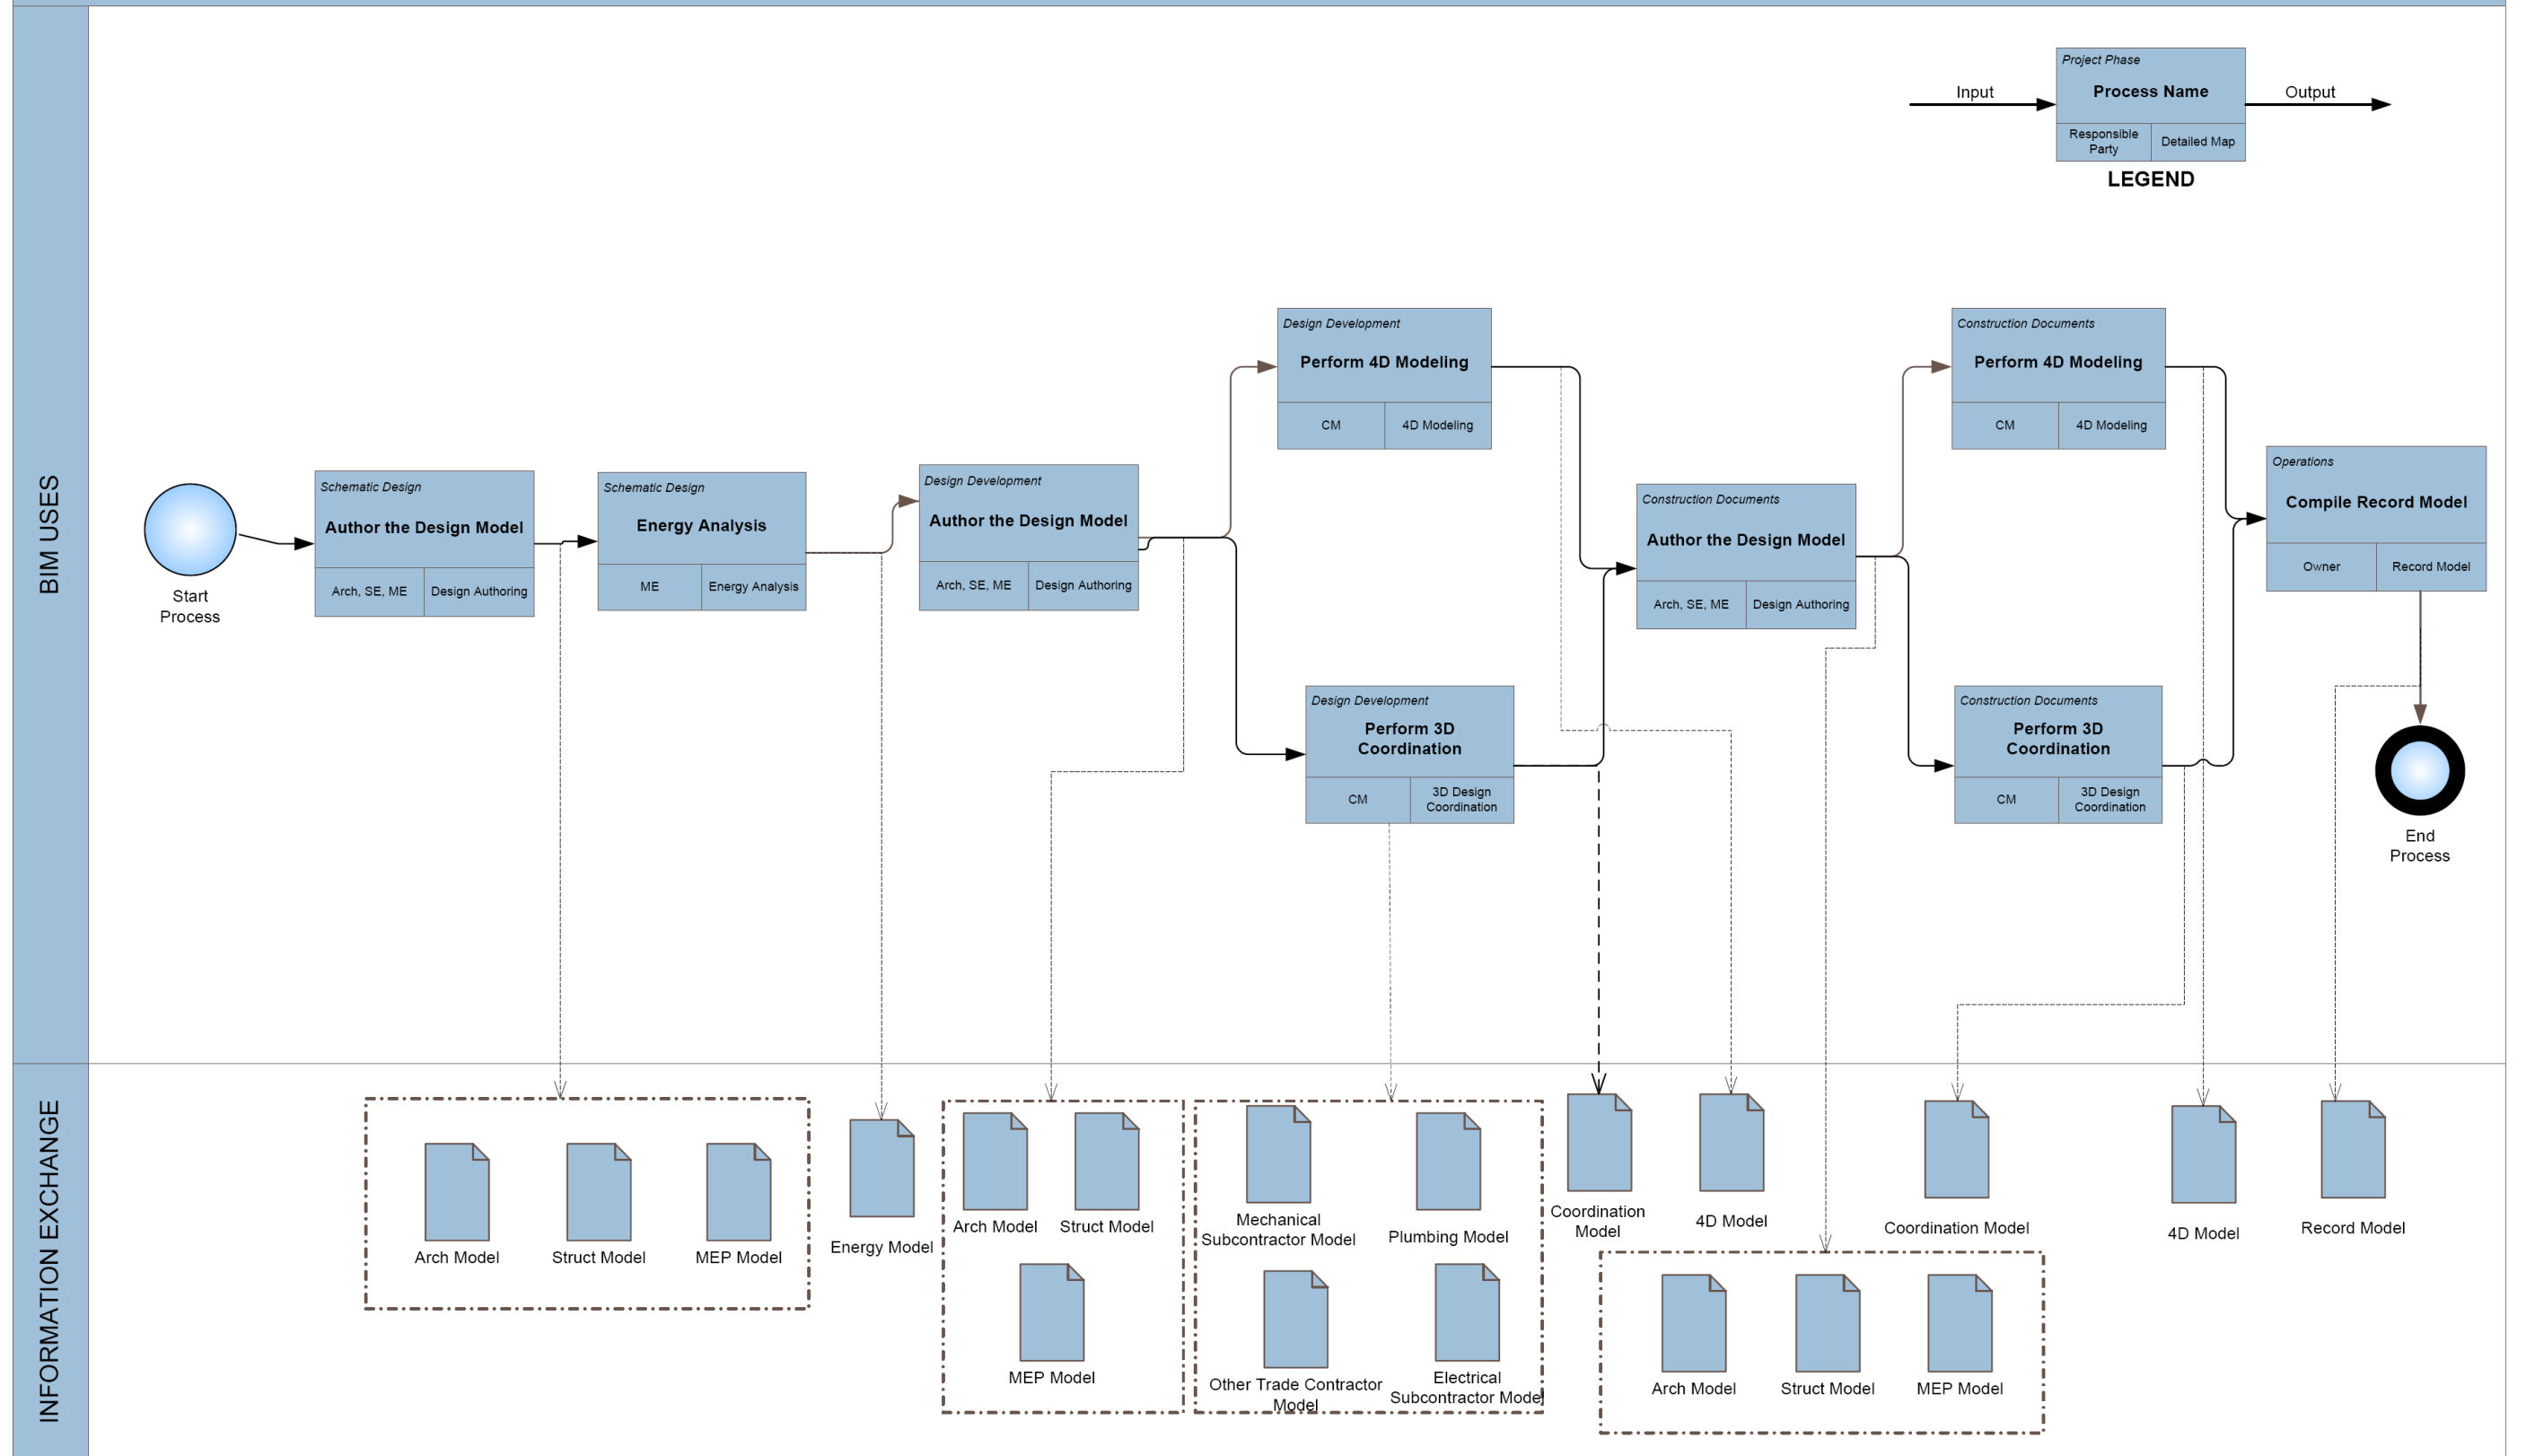 Project Phase
Process Name
Responsible
Party
Detailed Map
Input
Output
LEGEND
BIM USES
Start
Process
Schematic Design
Author the Design Model
Arch, SE, ME
Design Authoring
Schematic Design
Energy Analysis
ME
Energy Analysis
Design Development
Author the Design Model
Arch, SE, ME
Design Authoring
Design Development
Perform 4D Modeling
CM
4D Modeling
Design Development
Perform 3D
Coordination
CM
3D Design
Coordination
Construction Documents
Author the Design Model
Arch, SE, ME
Design Authoring
Construction Documents
Perform 4D Modeling
CM
4D Modeling
Construction Documents
Perform 3D
Coordination
CM
3D Design
Coordination
Operations
Compile Record Model
Owner
Record Model
End
Process
INFORMATION EXCHANGE
Arch Model
Struct Model
MEP Model
Energy Model
Arch Model
Struct Model
MEP Model
Mechanical
Subcontractor Model
Plumbing Model
Other Trade Contractor
Model
Electrical
Subcontractor Model
Coordination
Model
4D Model
Arch Model
Struct Model
MEP Model
Coordination Model
4D Model
Record Model